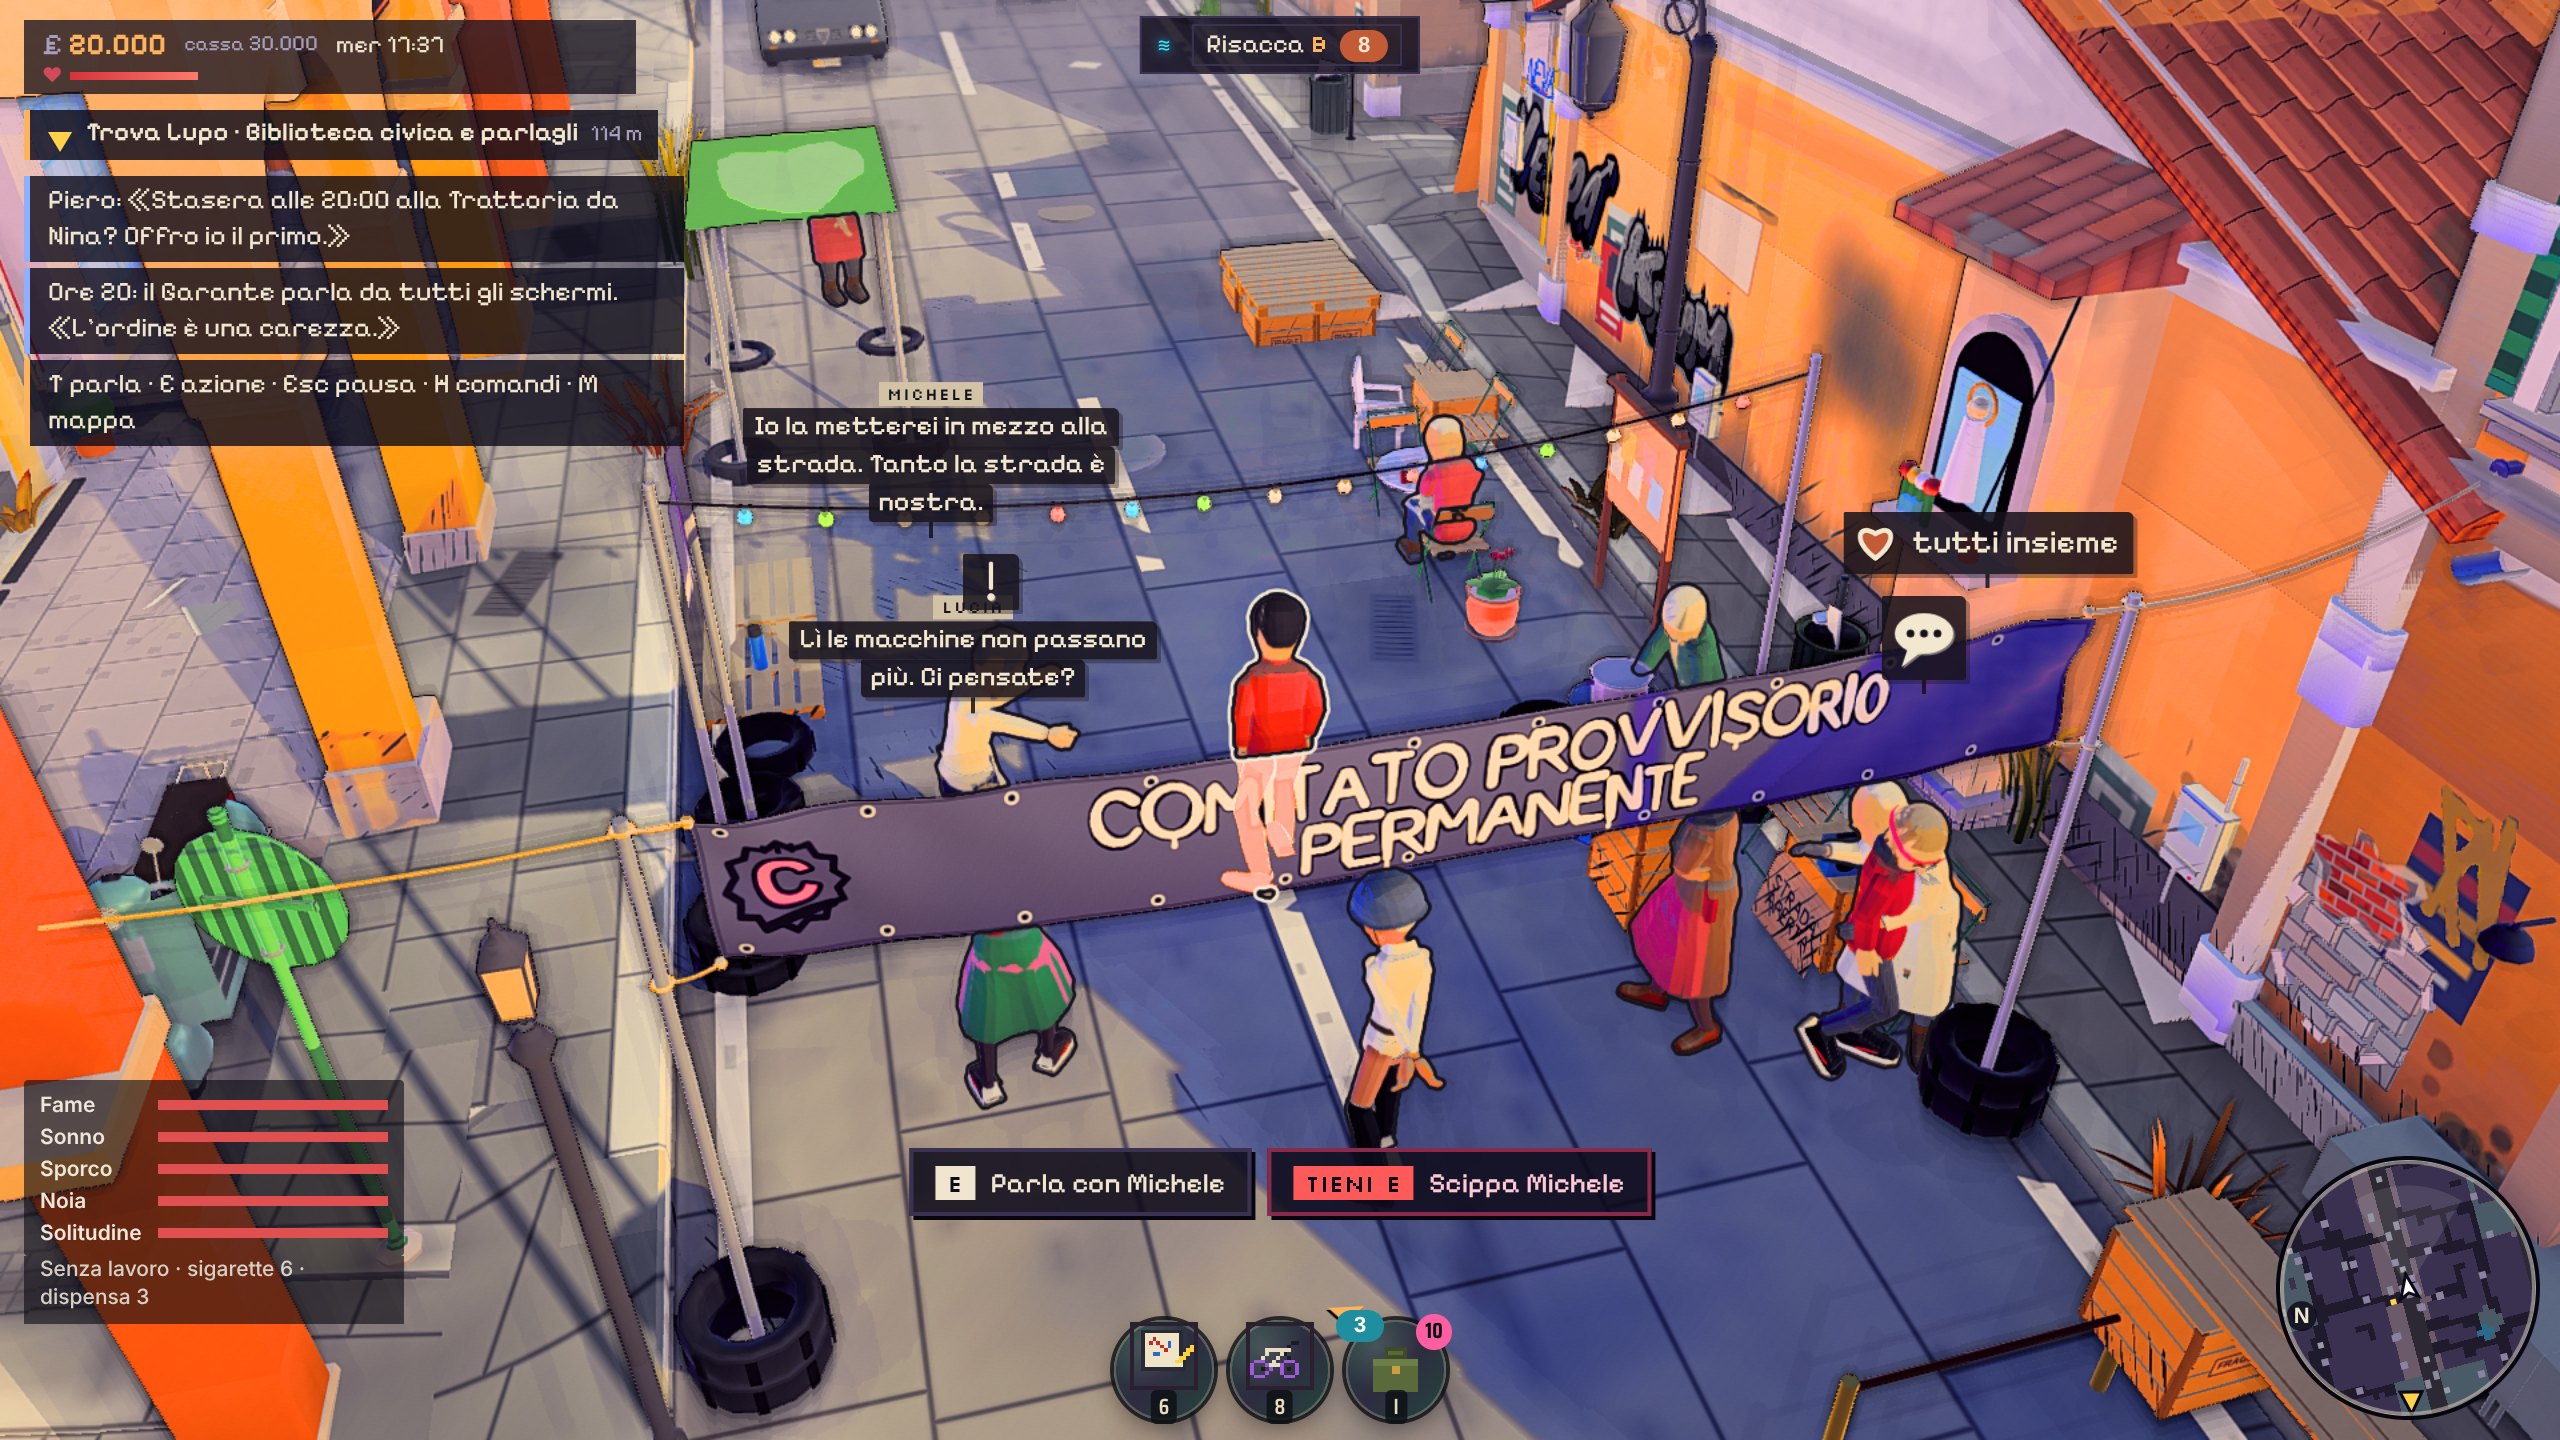 £ 20.000 cassa 30.000 mer 17:37
Risacca B 8
Trova Lupo · Biblioteca civica e parlagli 114 m
Piero: «Stasera alle 20:00 alla Trattoria da
Nina? Offro io il primo.»
Ore 20: il Garante parla da tutti gli schermi.
«L'ordine è una carezza.»
T parla · E azione · Esc pausa · H comandi · M
mappa
MICHELE
Io la metterei in mezzo alla
strada. Tanto la strada è
nostra.
!
LUCIA
Lì le macchine non passano
più. Ci pensate?
tutti insieme
COMITATO PROVVISORIO
PERMANENTE
C
Fame
Sonno
Sporco
Noia
Solitudine
Senza lavoro · sigarette 6 ·
dispensa 3
E Parla con Michele
TIENI E Scippa Michele
3
10
6
8
I
N